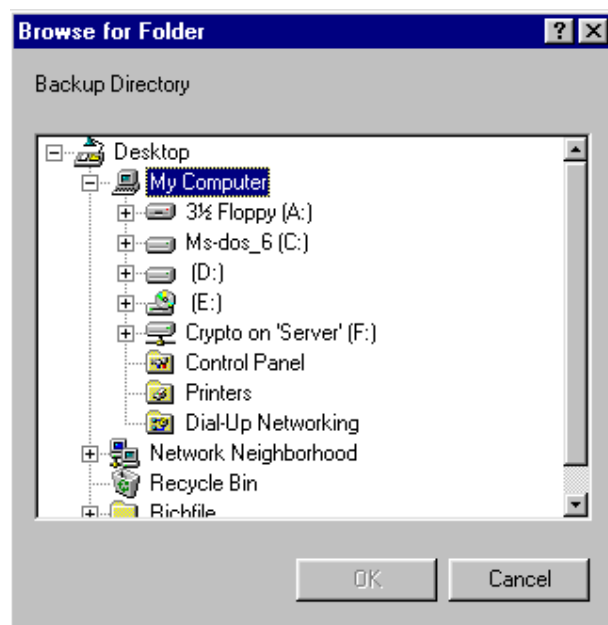 Browse for Folder
Backup Directory
Desktop
My Computer
3½ Floppy (A:)
Ms-dos_6 (C:)
(D:)
(E:)
Crypto on 'Server' (F:)
Control Panel
Printers
Dial-Up Networking
Network Neighborhood
Recycle Bin
Richfile
OK Cancel